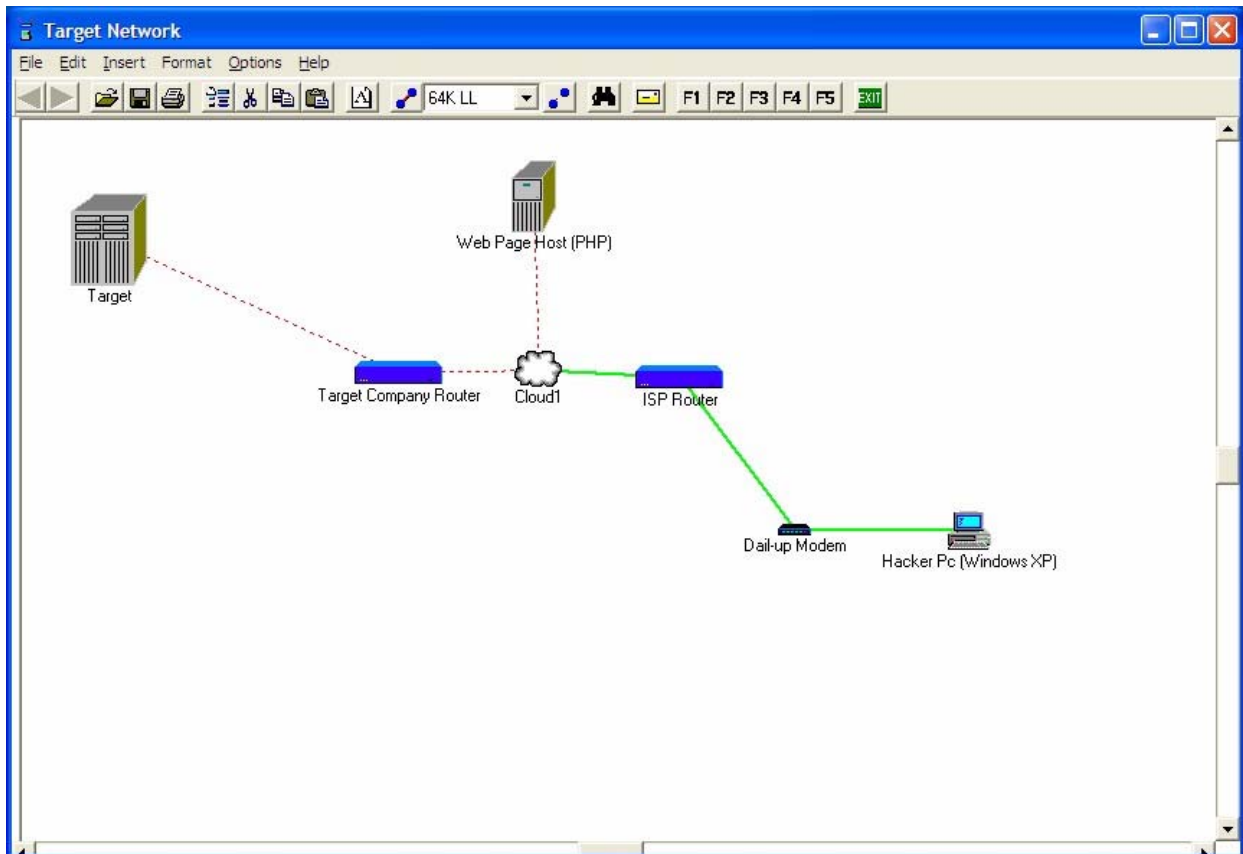 Target Network
File Edit Insert Format Options Help
64K LL F1 F2 F3 F4 F5 EXIT
Web Page Host (PHP)
Target
Target Company Router
Cloud1
ISP Router
Dail-up Modem
Hacker Pc (Windows XP)